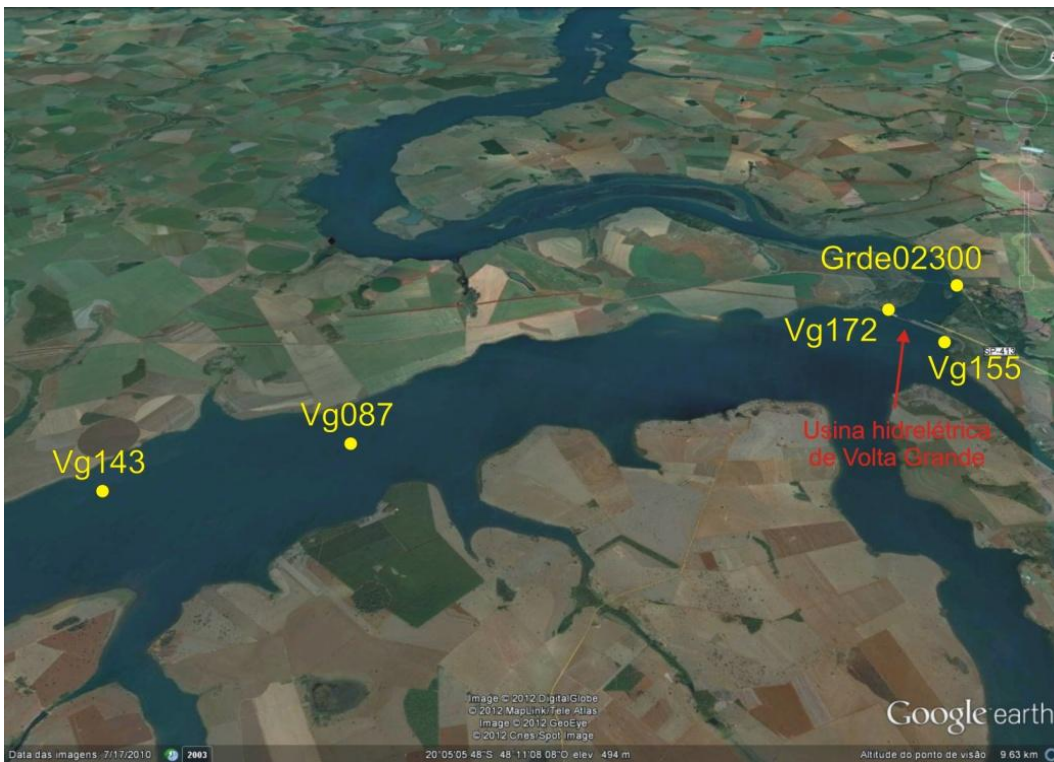 Grde02300
Vg172
Vg155
SP-413
Vg087
Usina hidrelétrica
de Volta Grande
Vg143
Image © 2012 DigitalGlobe
© 2012 MapLink/Tele Atlas
Image © 2012 GeoEye
© 2012 Cnes/Spot Image
Google earth
Data das imagens: 7/17/2010 2003 20°05'05.48"S 48°11'08.08"O elev 494 m Altitude do ponto de visão 9.63 km